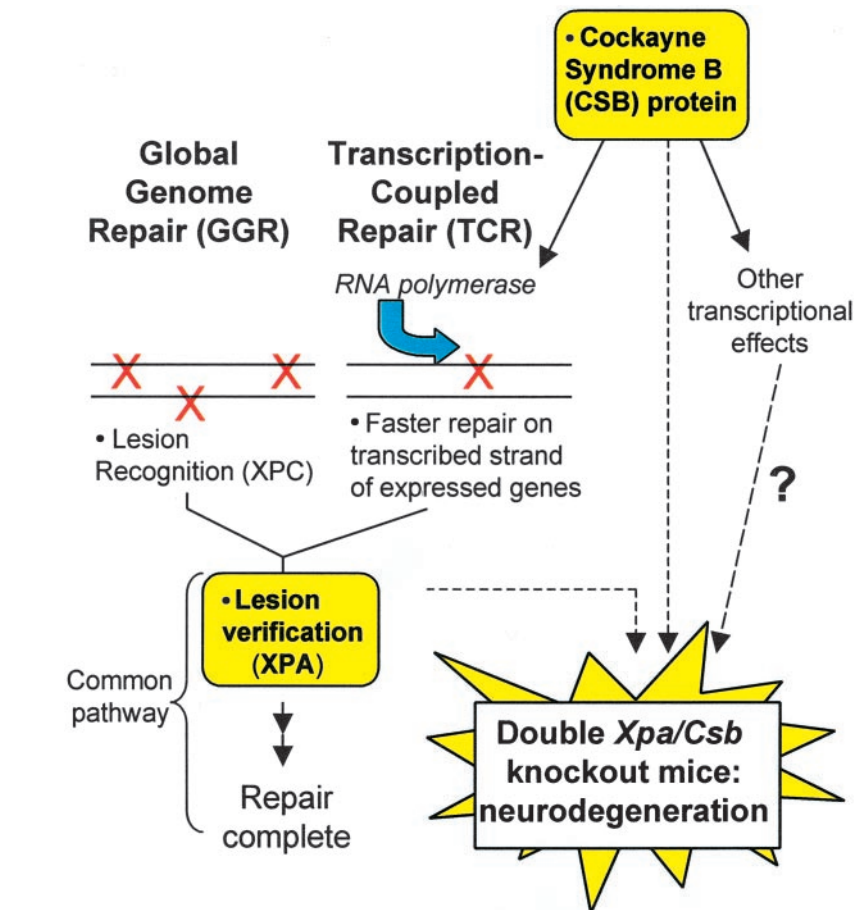 • Cockayne
Syndrome B
(CSB) protein
Global
Genome
Repair (GGR)
Transcription-
Coupled
Repair (TCR)
RNA polymerase
Other
transcriptional
effects
X
X
X
X
• Lesion
Recognition (XPC)
• Faster repair on
transcribed strand
of expressed genes
?
• Lesion
verification
(XPA)
Common
pathway
Repair
complete
Double Xpa/Csb
knockout mice:
neurodegeneration